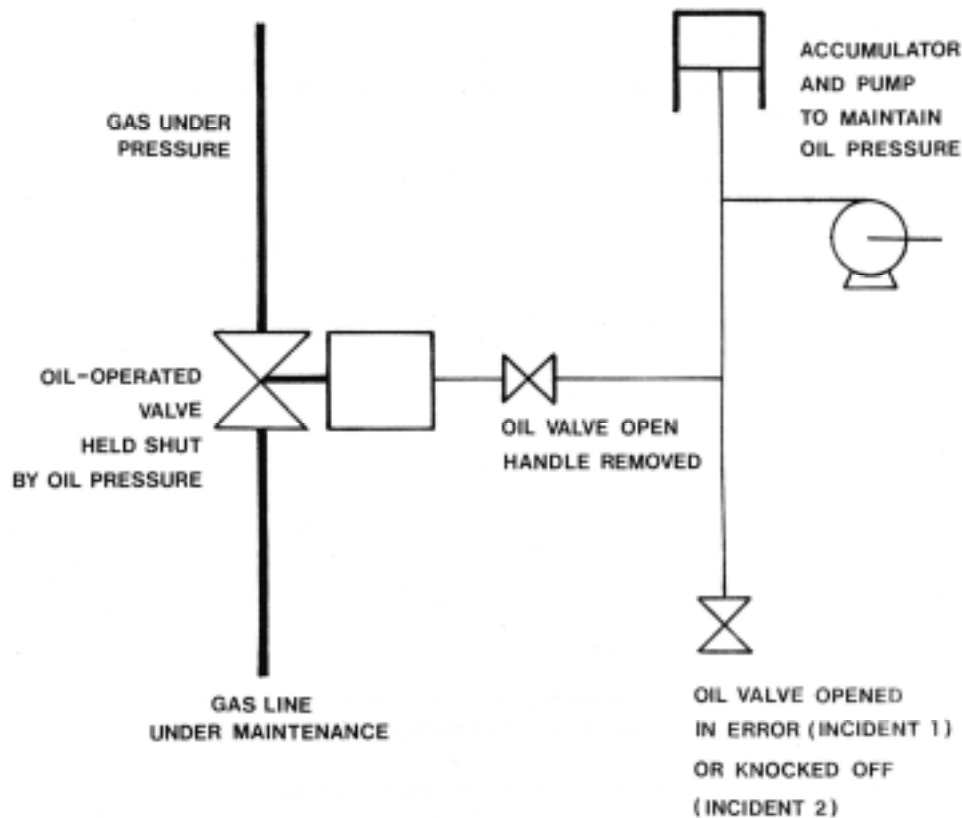 GAS UNDER
PRESSURE
ACCUMULATOR
AND PUMP
TO MAINTAIN
OIL PRESSURE
OIL-OPERATED
VALVE
HELD SHUT
BY OIL PRESSURE
OIL VALVE OPEN
HANDLE REMOVED
GAS LINE
UNDER MAINTENANCE
OIL VALVE OPENED
IN ERROR (INCIDENT 1)
OR KNOCKED OFF
(INCIDENT 2)